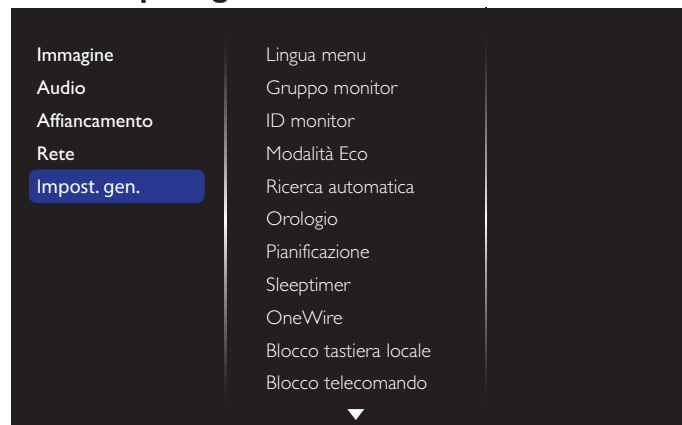 Immagine
Audio
Affiancamento
Rete
Impost. gen.
Lingua menu
Gruppo monitor
ID monitor
Modalità Eco
Ricerca automatica
Orologio
Pianificazione
Sleeptimer
OneWire
Blocco tastiera locale
Blocco telecomando